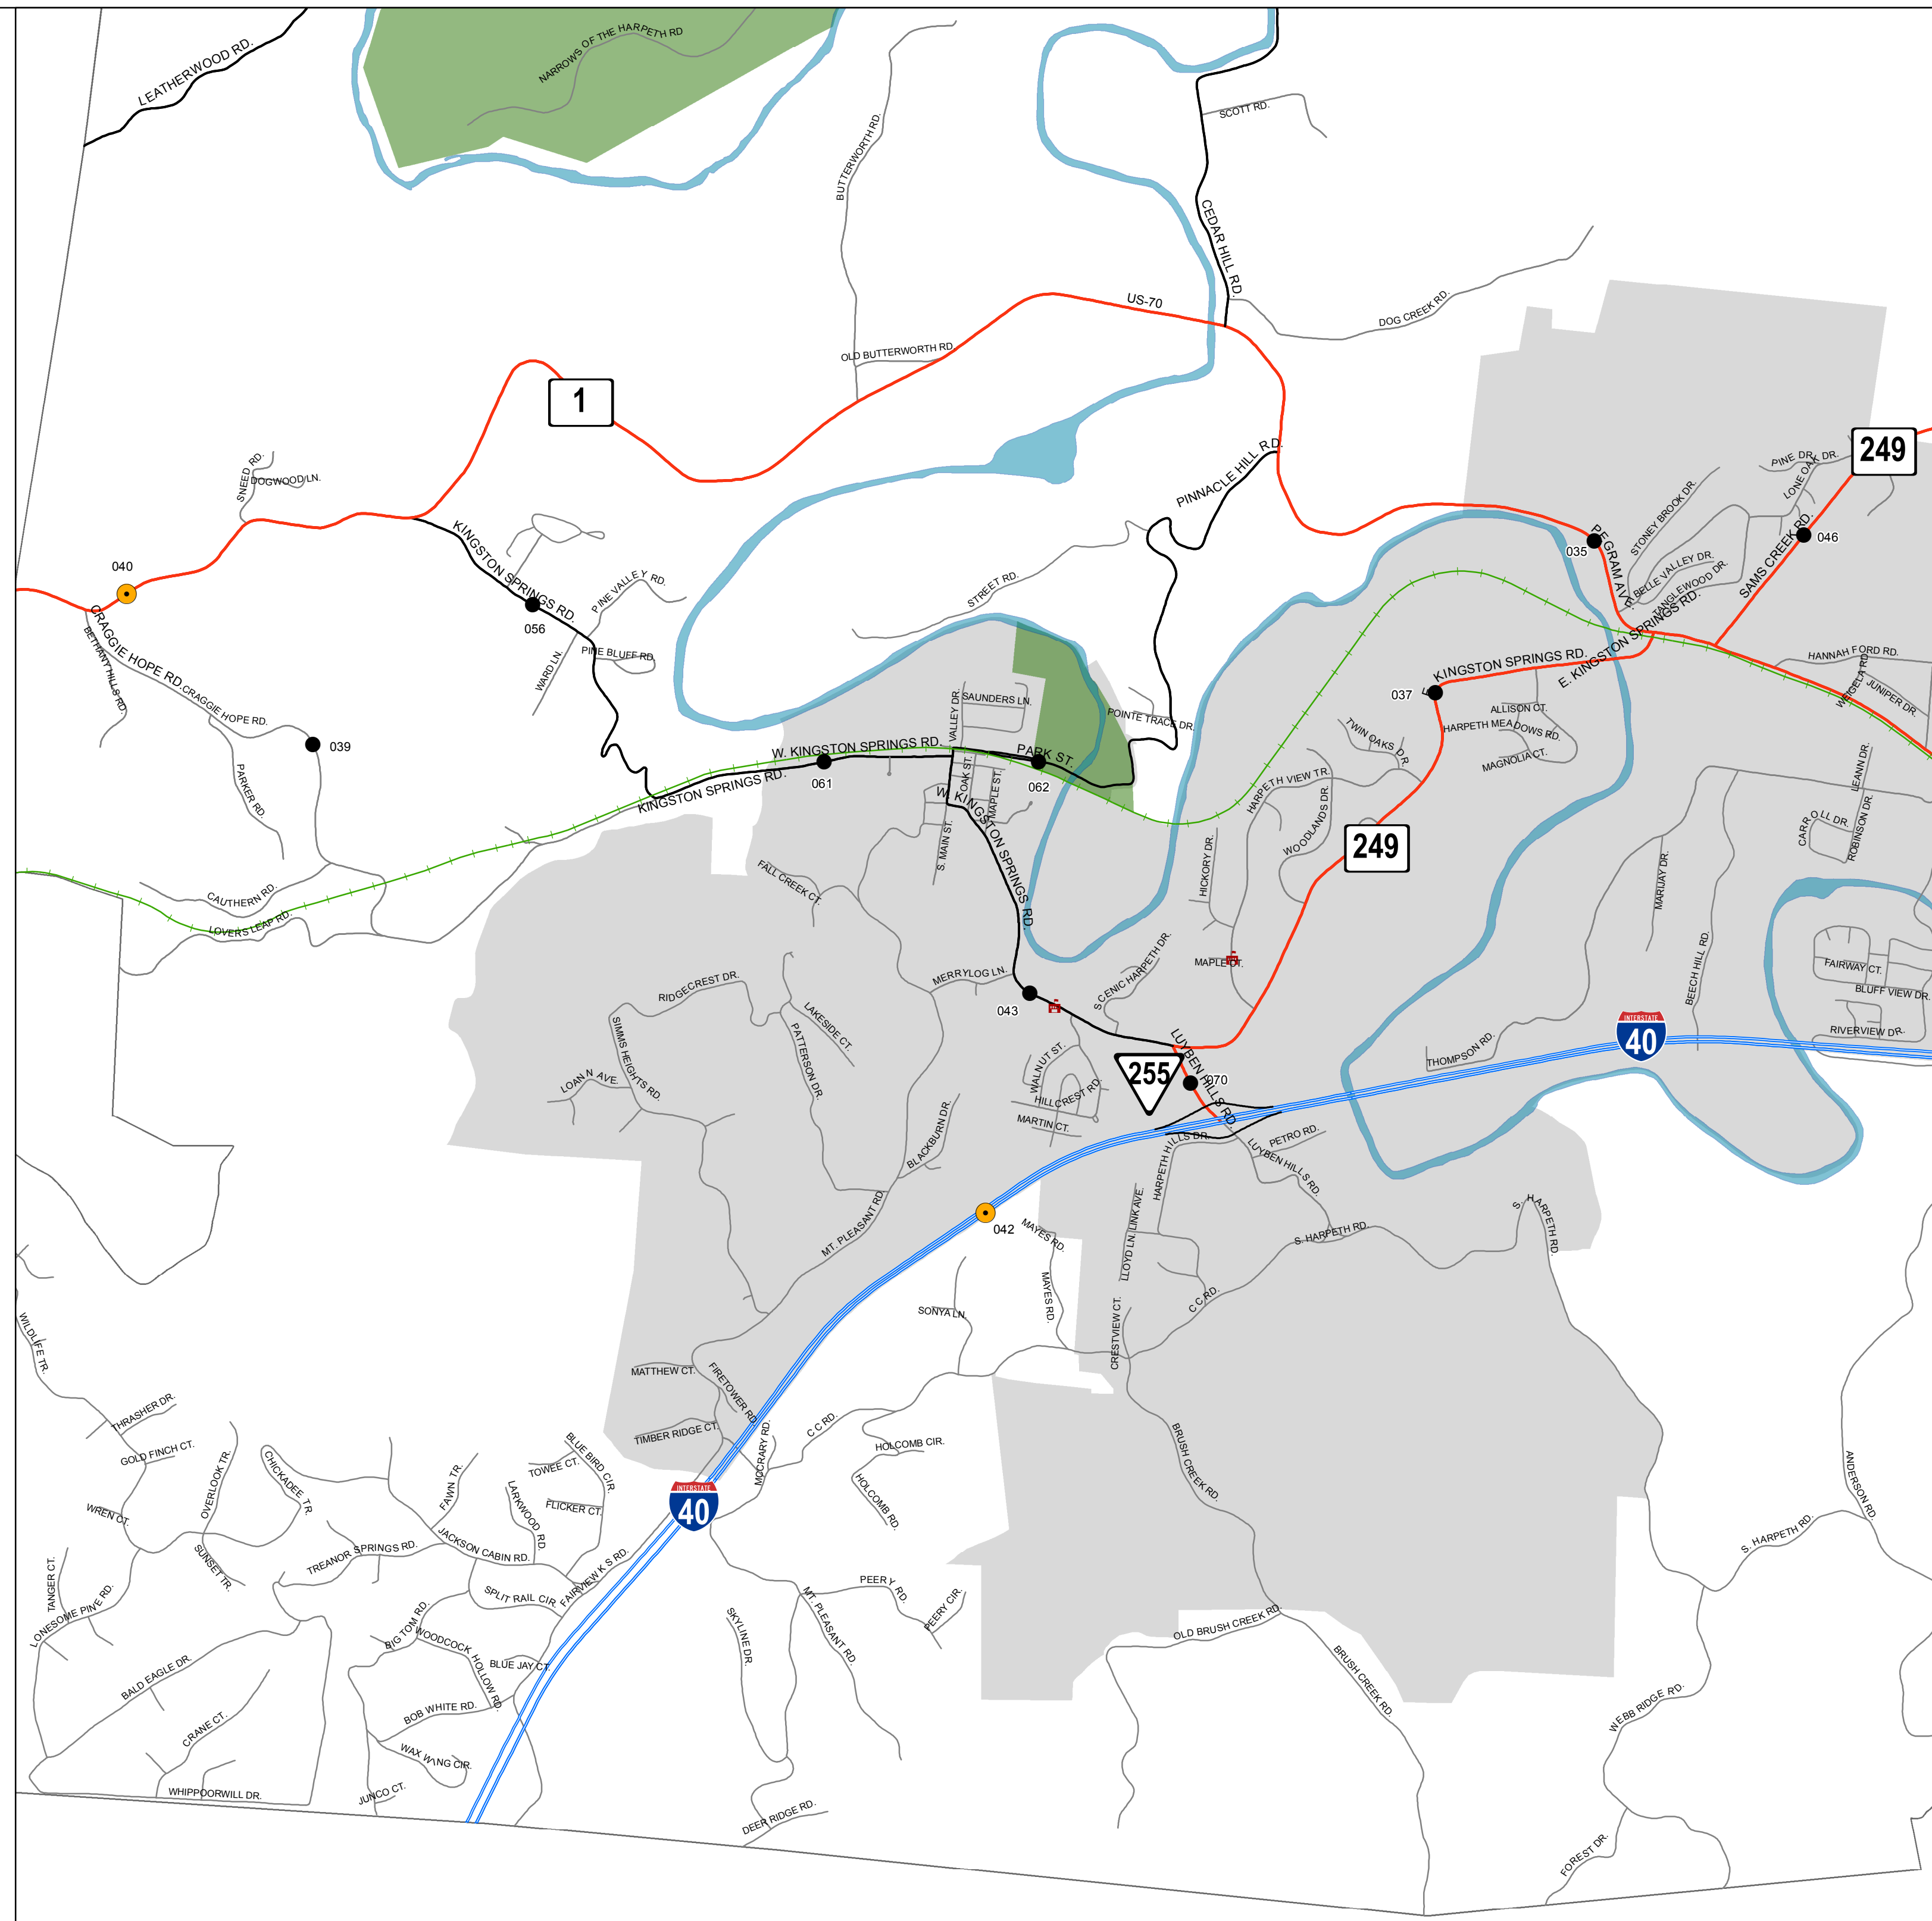 LEATHERWOOD RD.
NARROWS OF THE HARPETH RD
BUTTERWORTH RD.
SCOTT RD.
CEDAR HILL RD.
US-70
DOG CREEK RD.
OLD BUTTERWORTH RD.
1
249
PINE DR.
LONE OAK DR.
PINNACLE HILL RD.
SNEED RD.
DOGWOOD LN.
STONEY BROOK DR.
KINGSTON SPRINGS RD.
035
PEGRAM AV
046
SAMS CREEK RD.
BELLE VALLEY DR.
TANGLEWOOD DR.
040
PINE VALLEY RD.
STREET RD.
056
CRAGGIE HOPE RD.
BETHANY HILLS RD.
WARD LN.
PINE BLUFF RD.
E. KINGSTON SPRINGS RD.
E. KINGSTON SPRINGS RD.
HANNAH FORD RD.
WEIGELA RD.
JUNIPER DR.
037
CRAGGIE HOPE RD.
039
VALLEY DR.
SAUNDERS LN.
POINTE TRACE DR.
ALLISON CT.
HARPETH MEADOWS RD.
MAGNOLIA CT.
TWIN OAKS DR.
W. KINGSTON SPRINGS RD.
PARK ST.
061
062
OAK ST.
MAPLE ST.
HARPETH VIEW TR.
LEANN DR.
PARKER RD.
KINGSTON SPRINGS RD.
W. KINGSTON SPRINGS RD.
S. MAIN ST.
WOODLANDS DR.
249
CARROLL DR.
ROBINSON DR.
FALL CREEK CT.
HICKORY DR.
MARIJAY DR.
CAUTHERN RD.
LOVERS LEAP RD.
BEECH HILL RD.
FAIRWAY CT.
BLUFF VIEW DR.
RIVERVIEW DR.
RIDGECREST DR.
MERRYLOG LN.
SCENIC HARPETH DR.
MAPLE CT.
043
LAKESIDE CT.
PATTERSON DR.
SIMMS HEIGHTS RD.
LOANN AVE.
INTERSTATE
40
THOMPSON RD.
LUYBEN HILLS RD.
255
070
WALNUT ST.
HILLCREST RD.
MARTIN CT.
BLACKBURN DR.
HARPETH HILLS DR.
PETRO RD.
LUYBEN HILLS RD.
MT. PLEASANT RD.
042
MAYES RD.
MAYES RD.
LINK AVE.
LLOYD LN.
S. HARPETH RD.
S. HARPETH RD.
SONYA LN.
C C RD.
CRESTVIEW CT.
WILDLIFE TR.
MATTHEW CT.
FIRETOWER RD.
TIMBER RIDGE CT.
MCCRARY RD.
C C RD.
HOLCOMB CIR.
HOLCOMB RD.
BRUSH CREEK RD.
ANDERSON RD.
THRASHER DR.
GOLD FINCH CT.
OVERLOOK TR.
CHICKADEE TR.
FAWN TR.
TOWEE CT.
BLUE BIRD CIR.
LARKWOOD RD.
FLICKER CT.
INTERSTATE
40
WREN CT.
SUNSET TR.
TREANOR SPRINGS RD.
JACKSON CABIN RD.
FAIRVIEW K S RD.
S. HARPETH RD.
TANGER CT.
LONESOME PINE RD.
SPLIT RAIL CIR.
BIG TOM RD.
WOODCOCK HOLLOW RD.
BLUE JAY CT.
PEERY RD.
PEERY CIR.
MT. PLEASANT RD.
SKYLINE DR.
OLD BRUSH CREEK RD.
BRUSH CREEK RD.
BALD EAGLE DR.
CRANE CT.
BOB WHITE RD.
WAX WING CIR.
JUNCO CT.
WHIPPOORWILL DR.
WEBB RIDGE RD.
DEER RIDGE RD.
FOREST DR.